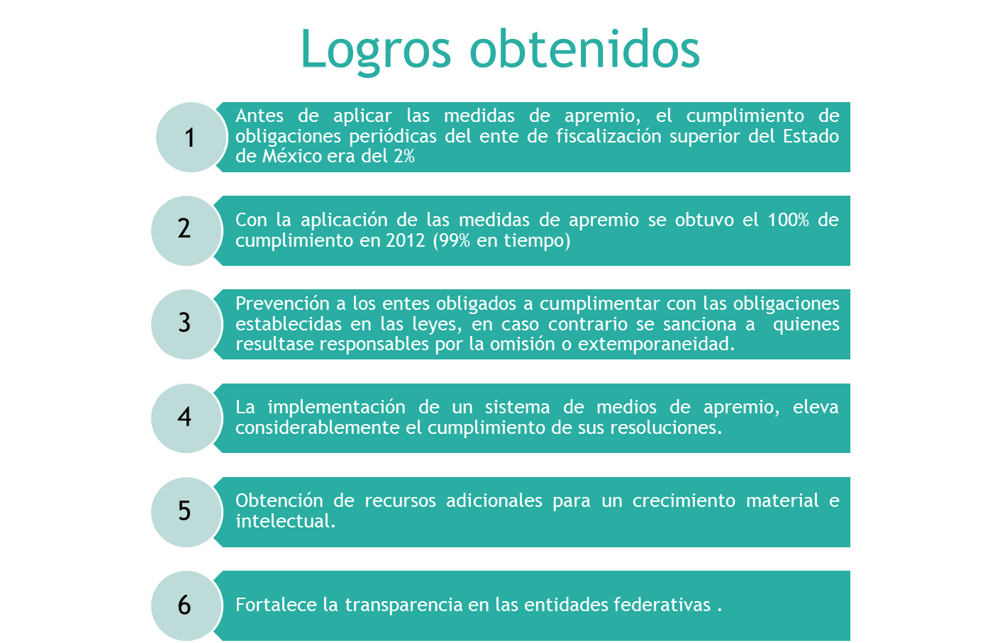 Logros obtenidos
1
Antes de aplicar las medidas de apremio, el cumplimiento de
obligaciones periódicas del ente de fiscalización superior del Estado
de México era del 2%
2
Con la aplicación de las medidas de apremio se obtuvo el 100% de
cumplimiento en 2012 (99% en tiempo)
3
Prevención a los entes obligados a cumplimentar con las obligaciones
establecidas en las leyes, en caso contrario se sanciona a quienes
resultase responsables por la omisión o extemporaneidad.
4
La implementación de un sistema de medios de apremio, eleva
considerablemente el cumplimiento de sus resoluciones.
5
Obtención de recursos adicionales para un crecimiento material e
intelectual.
6
Fortalece la transparencia en las entidades federativas .